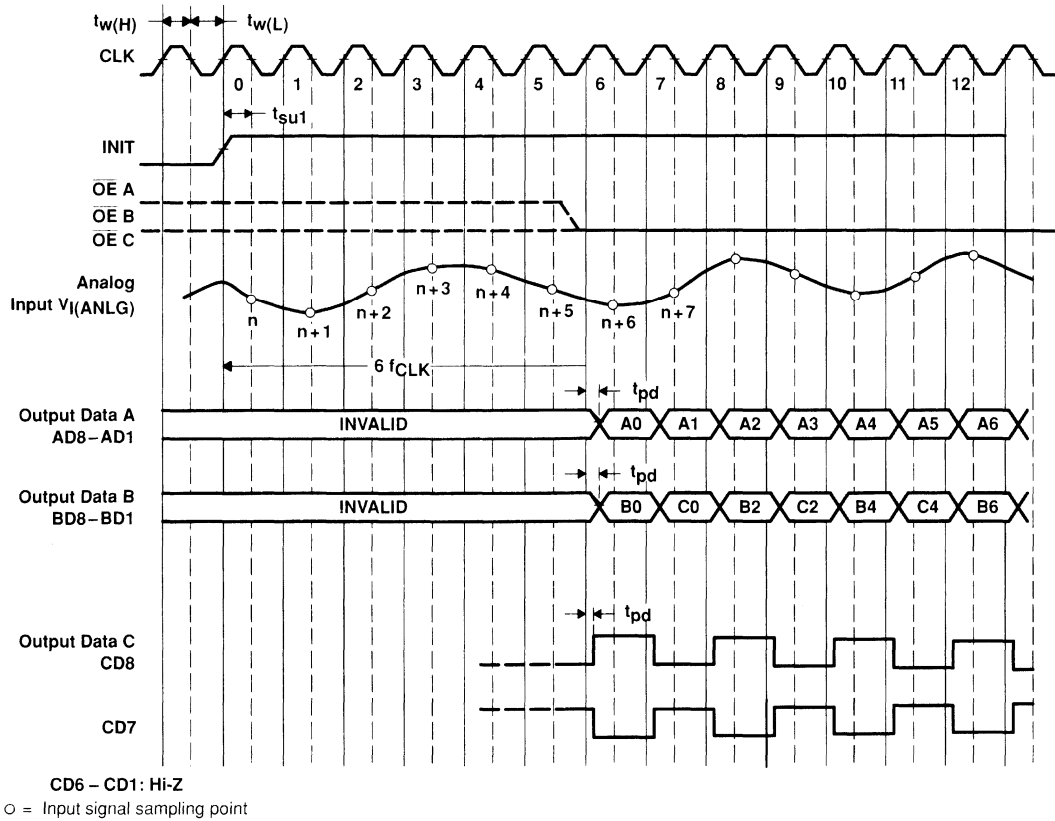 tw(H) tw(L)
CLK
0 1 2 3 4 5 6 7 8 9 10 11 12
tsu1
INIT
OE A
OE B
OE C
Analog
Input VI(ANLG)
n n+1 n+2 n+3 n+4 n+5 n+6 n+7
6 fCLK
tpd
Output Data A
AD8–AD1
INVALID A0 A1 A2 A3 A4 A5 A6
tpd
Output Data B
BD8–BD1
INVALID B0 C0 B2 C2 B4 C4 B6
tpd
Output Data C
CD8
CD7
CD6 – CD1: Hi-Z
○ = Input signal sampling point